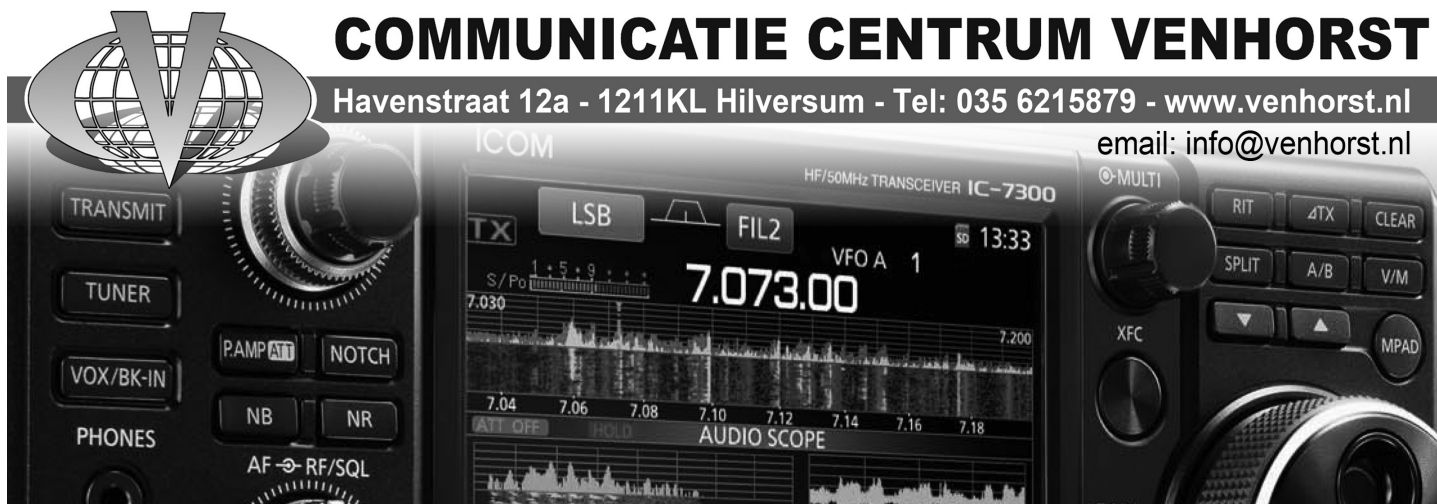 COMMUNICATIE CENTRUM VENHORST
Havenstraat 12a - 1211KL Hilversum - Tel: 035 6215879 - www.venhorst.nl
email: info@venhorst.nl
V
ICOM
HF/50MHz TRANSCEIVER IC-7300
TRANSMIT
TUNER
VOX/BK-IN
PHONES
P.AMP ATT
NOTCH
NB
NR
AF RF/SQL
TX
LSB
FIL2
SD 13:33
VFO A 1
S/Po 1 5 9
7.073.00
7.030
7.200
7.04 7.06 7.08 7.10 7.12 7.14 7.16 7.18
ATT OFF HOLD
AUDIO SCOPE
MULTI
XFC
RIT ⊿TX CLEAR
SPLIT A/B V/M
▼ ▲
MPAD